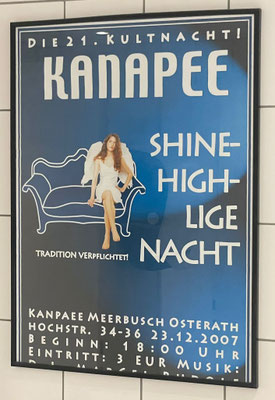 DIE 21. KULTNACHT!
KANAPEE
SHINE-
HIGH-
LIGE
NACHT
TRADITION VERPFLICHTET!
KANPAEE MEERBUSCH OSTERATH
HOCHSTR. 34-36 23.12.2007
BEGINN: 18:00 UHR
EINTRITT: 3 EUR MUSIK: